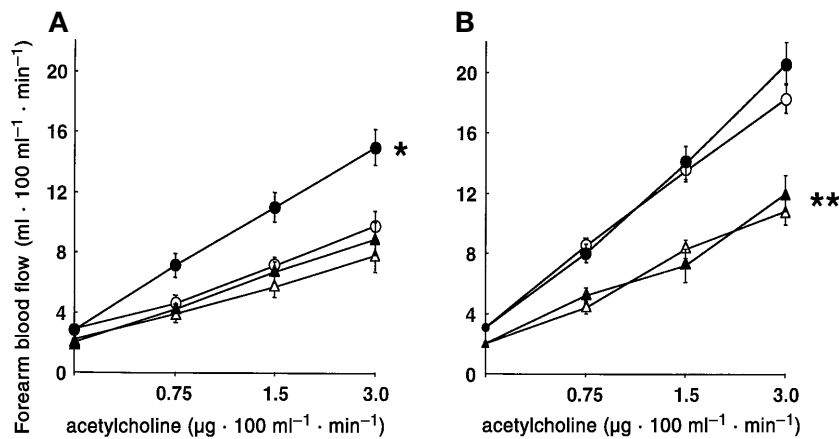 A
B
Forearm blood flow (ml · 100 ml⁻¹ · min⁻¹)
20
16
12
8
4
0
*
0.75 1.5 3.0
acetylcholine (µg · 100 ml⁻¹ · min⁻¹)
20
16
12
8
4
0
**
0.75 1.5 3.0
acetylcholine (µg · 100 ml⁻¹ · min⁻¹)